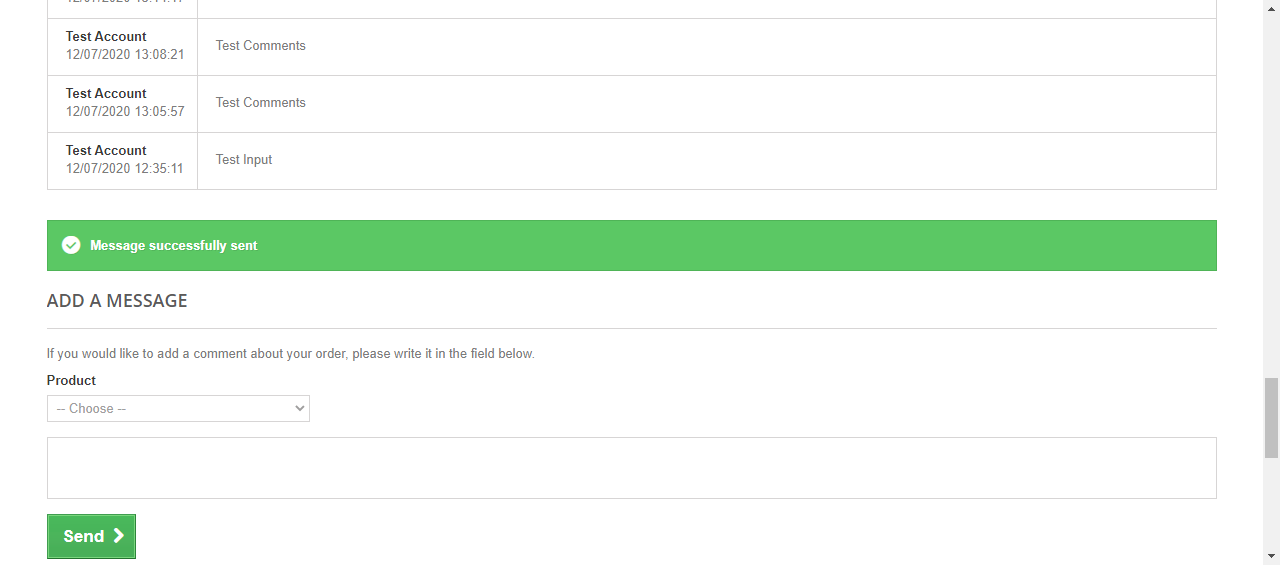 Test Account
12/07/2020 13:08:21
Test Comments
Test Account
12/07/2020 13:05:57
Test Comments
Test Account
12/07/2020 12:35:11
Test Input
Message successfully sent
ADD A MESSAGE
If you would like to add a comment about your order, please write it in the field below.
Product
-- Choose --
Send